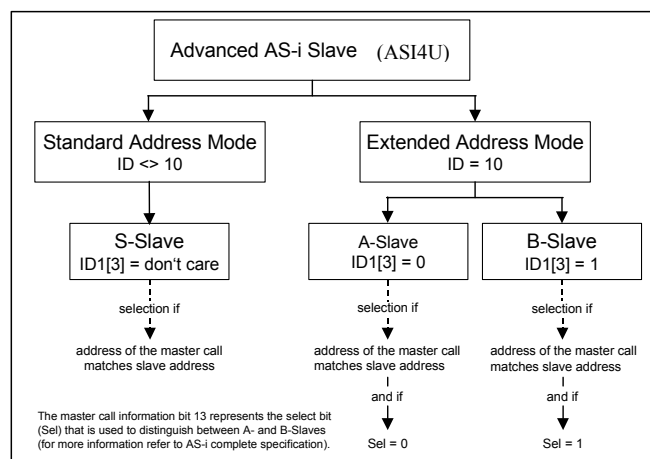 Advanced AS-i Slave (ASI4U)
Standard Address Mode
ID <> 10
Extended Address Mode
ID = 10
S-Slave
ID1[3] = don‘t care
A-Slave
ID1[3] = 0
B-Slave
ID1[3] = 1
selection if
selection if
selection if
address of the master call
matches slave address
address of the master call
matches slave address
address of the master call
matches slave address
and if
and if
The master call information bit 13 represents the select bit
(Sel) that is used to distinguish between A- and B-Slaves
(for more information refer to AS-i complete specification).
Sel = 0
Sel = 1